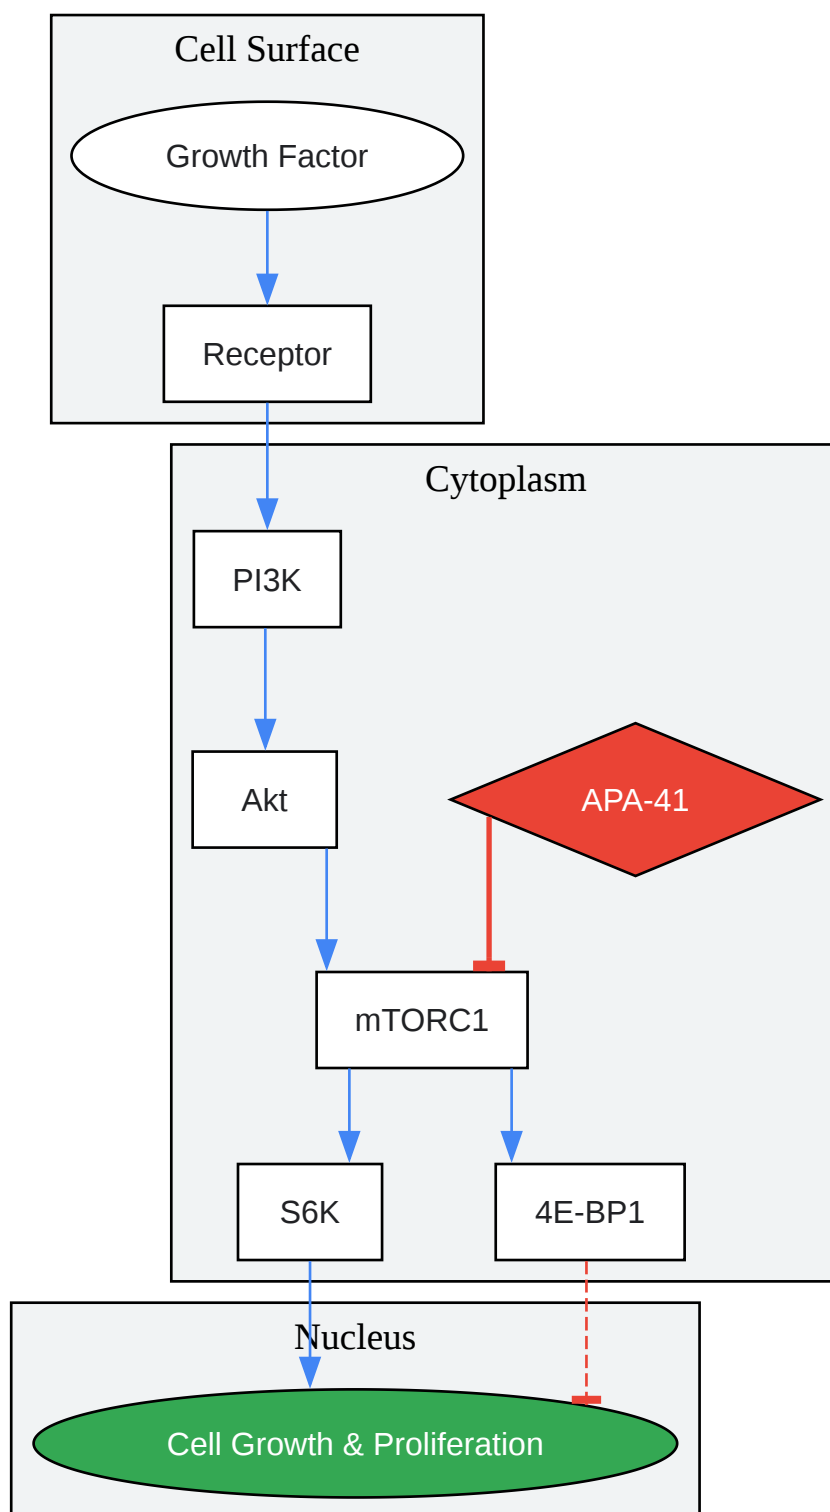 Cell Surface
Growth Factor
Receptor
Cytoplasm
PI3K
Akt
APA-41
mTORC1
S6K
4E-BP1
Nucleus
Cell Growth & Proliferation